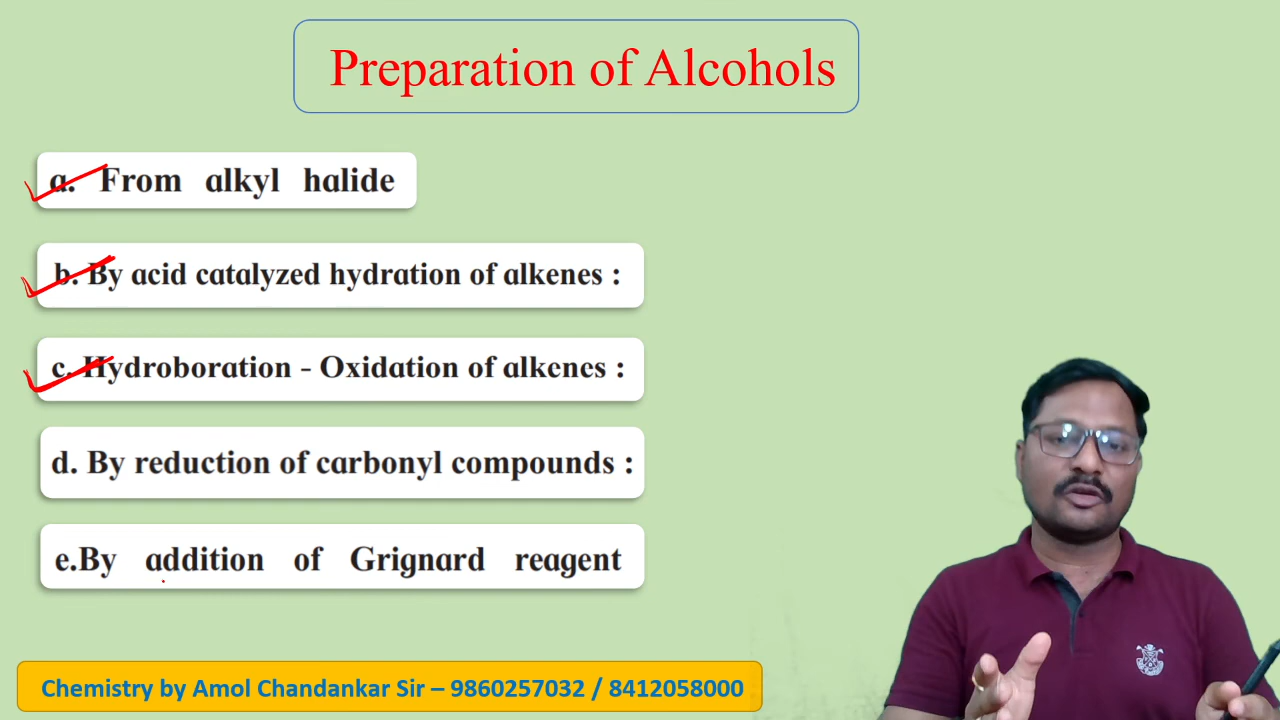 Preparation of Alcohols
a. From alkyl halide
b. By acid catalyzed hydration of alkenes :
c. Hydroboration - Oxidation of alkenes :
d. By reduction of carbonyl compounds :
e.By addition of Grignard reagent
Chemistry by Amol Chandankar Sir – 9860257032 / 8412058000